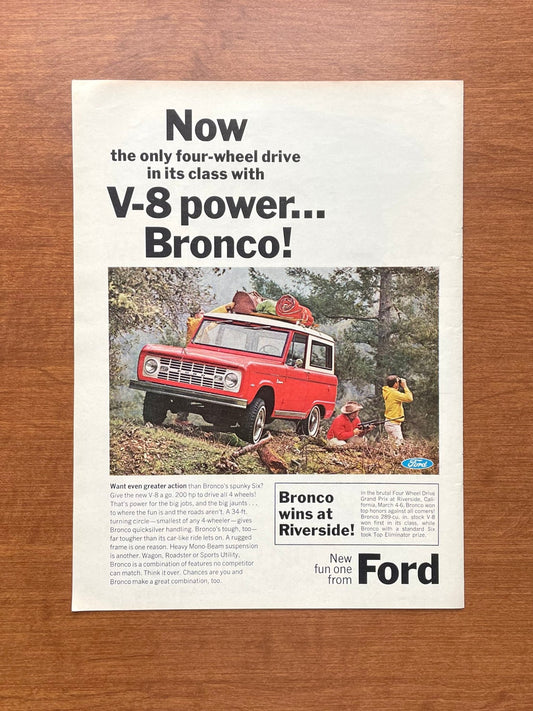 Now
the only four-wheel drive
in its class with
V-8 power...
Bronco!
Ford
Want even greater action than Bronco's spunky Six?
Give the new V-8 a go. 200 hp to drive all 4 wheels!
That's power for the big jobs, and the big jaunts . . .
to where the fun is and the roads aren't. A 34-ft.
turning circle—smallest of any 4-wheeler—gives
Bronco quicksilver handling. Bronco's tough, too—
far tougher than its car-like ride lets on. A rugged
frame is one reason. Heavy Mono-Beam suspension
is another. Wagon, Roadster or Sports Utility,
Bronco is a combination of features no competitor
can match. Think it over. Chances are you and
Bronco make a great combination, too.
Bronco
wins at
Riverside!
In the brutal Four Wheel Drive
Grand Prix at Riverside, Cali-
fornia, March 4-6, Bronco won
top honors against all comers!
Bronco 289-cu. in. stock V-8
won first in its class, while
Bronco with a standard Six
took Top Eliminator prize.
New
fun one
from
Ford